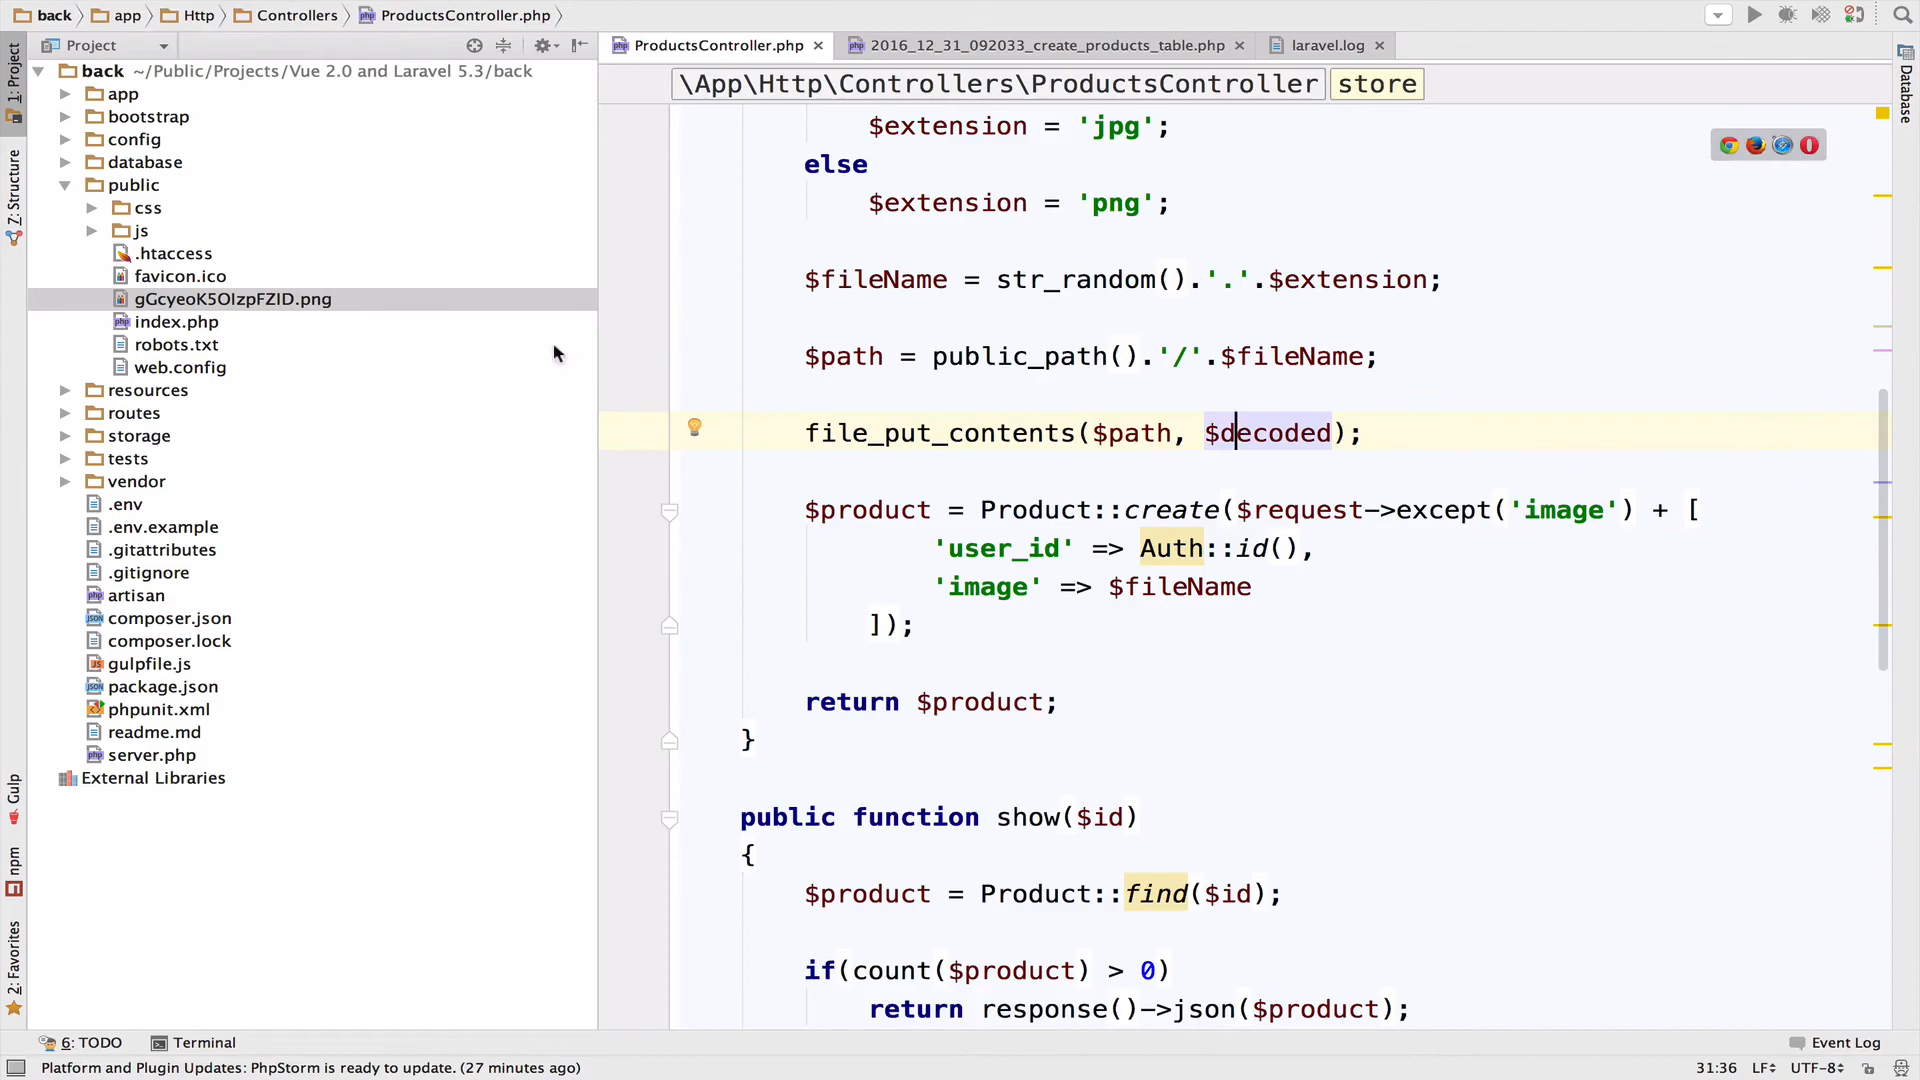 back app Http Controllers ProductsController.php
Project
ProductsController.php 2016_12_31_092033_create_products_table.php laravel.log
1: Project
Z: Structure
Gulp
npm
2: Favorites
Database
back ~/Public/Projects/Vue 2.0 and Laravel 5.3/back
app
bootstrap
config
database
public
css
js
.htaccess
favicon.ico
gGcyeoK5OIzpFZID.png
index.php
robots.txt
web.config
resources
routes
storage
tests
vendor
.env
.env.example
.gitattributes
.gitignore
artisan
composer.json
composer.lock
gulpfile.js
package.json
phpunit.xml
readme.md
server.php
External Libraries
\App\Http\Controllers\ProductsController store
$extension = 'jpg';
else
$extension = 'png';
$fileName = str_random().'.'.$extension;
$path = public_path().'/'.$fileName;
file_put_contents($path, $decoded);
$product = Product::create($request->except('image') + [
'user_id' => Auth::id(),
'image' => $fileName
]);
return $product;
}
public function show($id)
{
$product = Product::find($id);
if(count($product) > 0)
return response()->json($product);
6: TODO Terminal Event Log
Platform and Plugin Updates: PhpStorm is ready to update. (27 minutes ago) 31:36 LF UTF-8